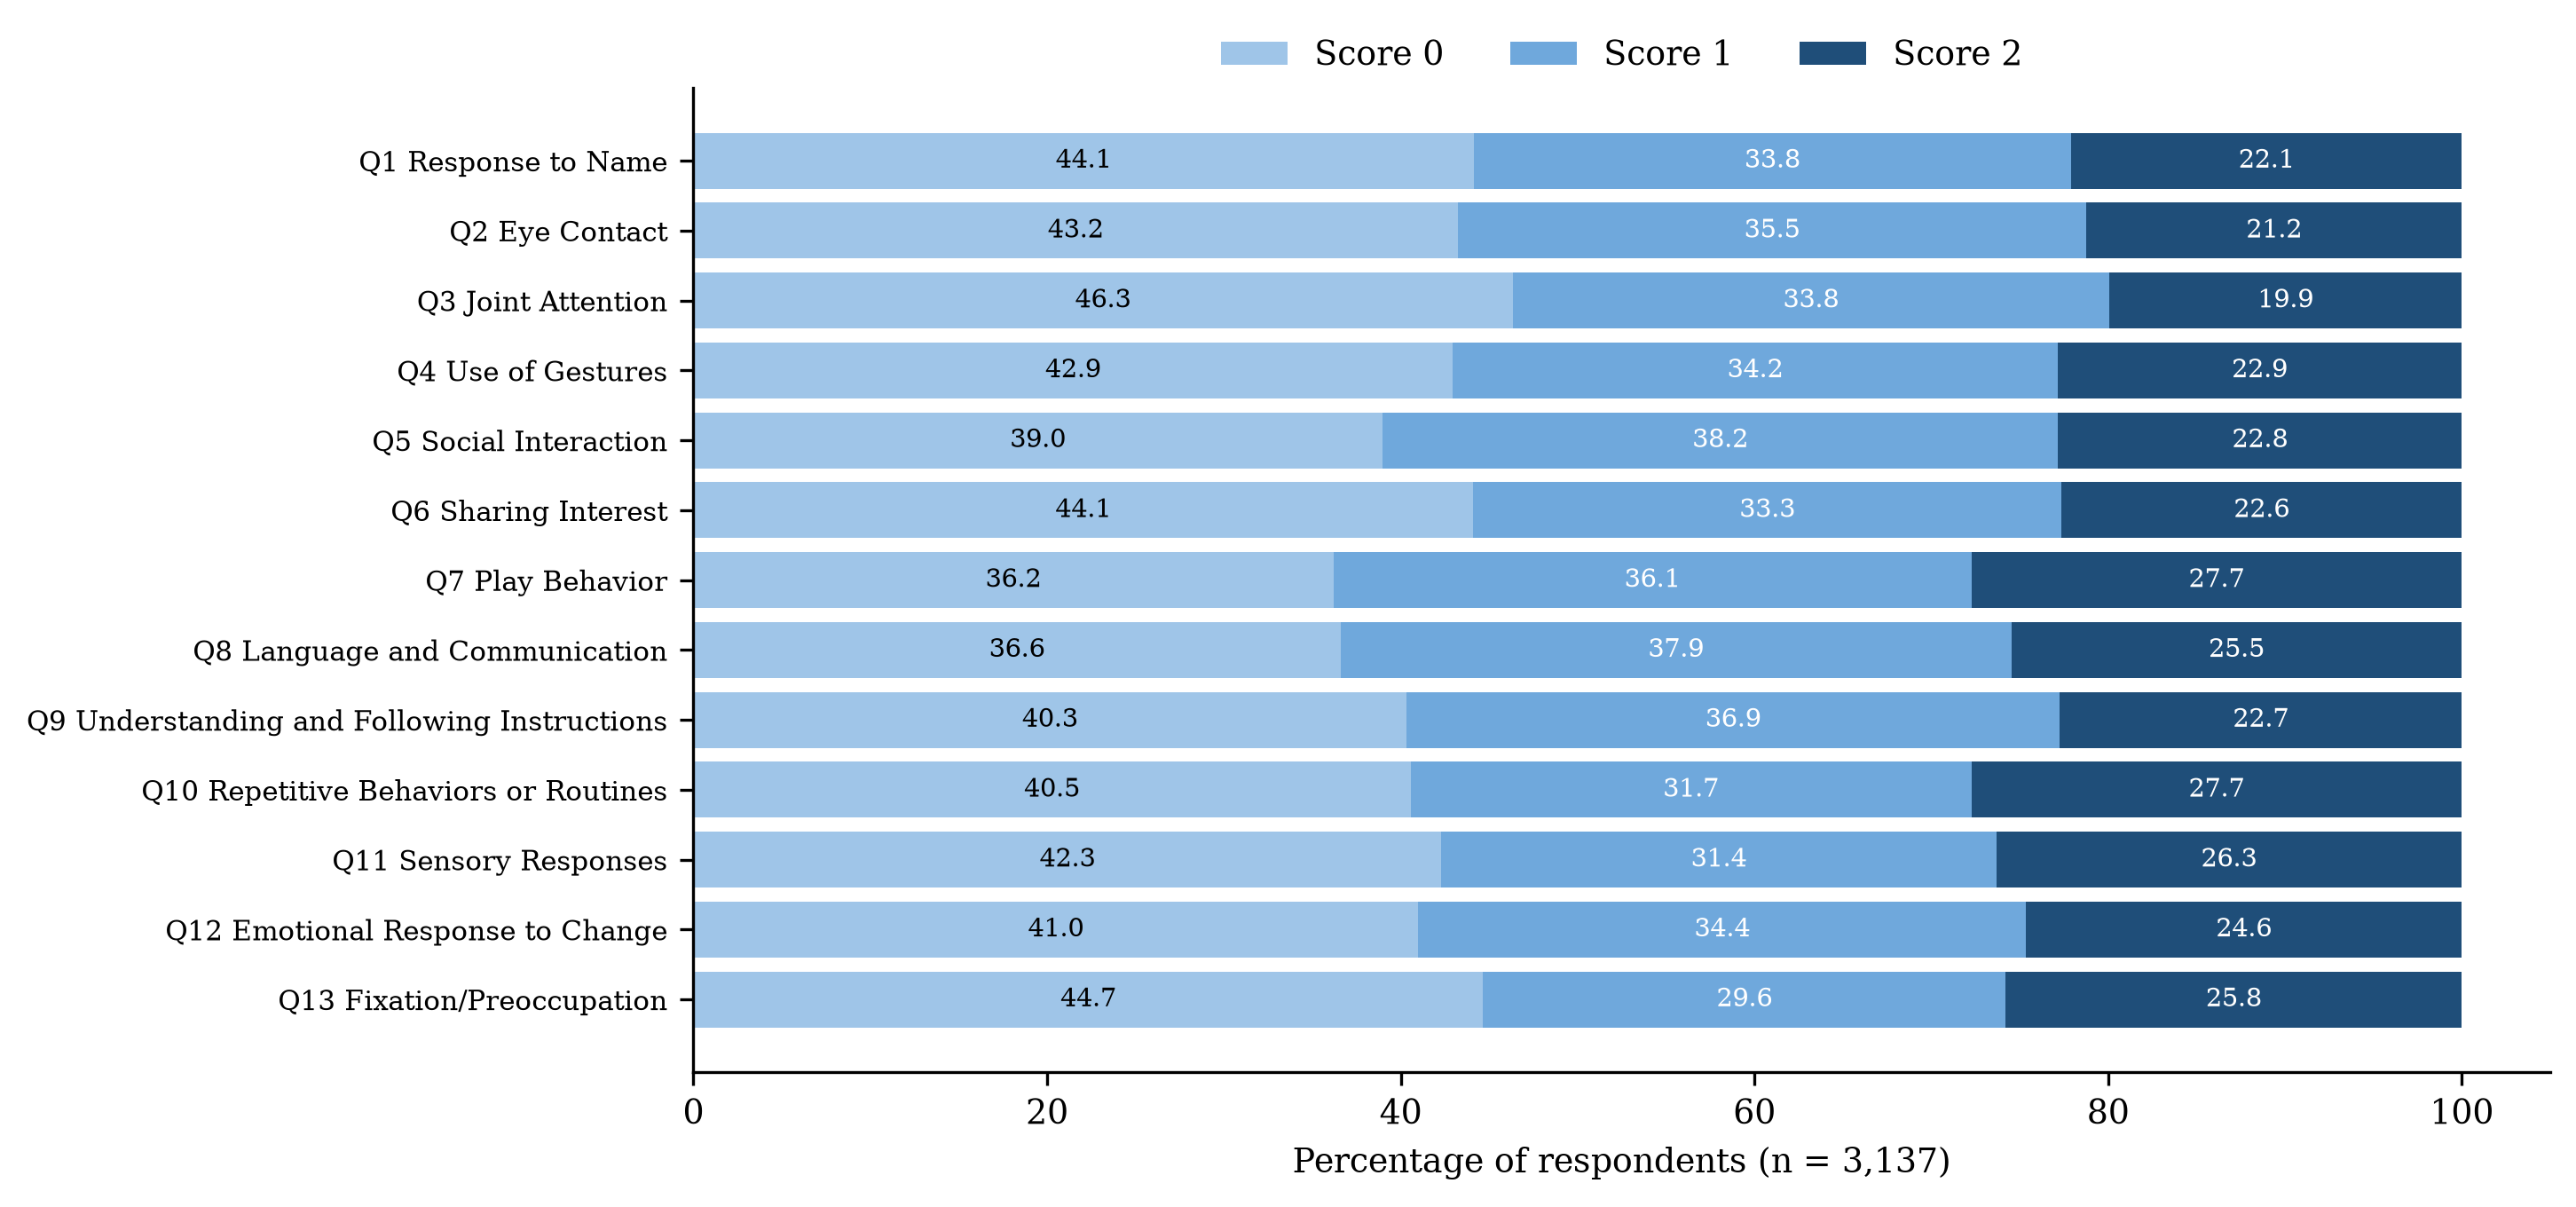 Score 0 Score 1 Score 2
Q1 Response to Name 44.1 33.8 22.1
Q2 Eye Contact 43.2 35.5 21.2
Q3 Joint Attention 46.3 33.8 19.9
Q4 Use of Gestures 42.9 34.2 22.9
Q5 Social Interaction 39.0 38.2 22.8
Q6 Sharing Interest 44.1 33.3 22.6
Q7 Play Behavior 36.2 36.1 27.7
Q8 Language and Communication 36.6 37.9 25.5
Q9 Understanding and Following Instructions 40.3 36.9 22.7
Q10 Repetitive Behaviors or Routines 40.5 31.7 27.7
Q11 Sensory Responses 42.3 31.4 26.3
Q12 Emotional Response to Change 41.0 34.4 24.6
Q13 Fixation/Preoccupation 44.7 29.6 25.8
0 20 40 60 80 100
Percentage of respondents (n = 3,137)